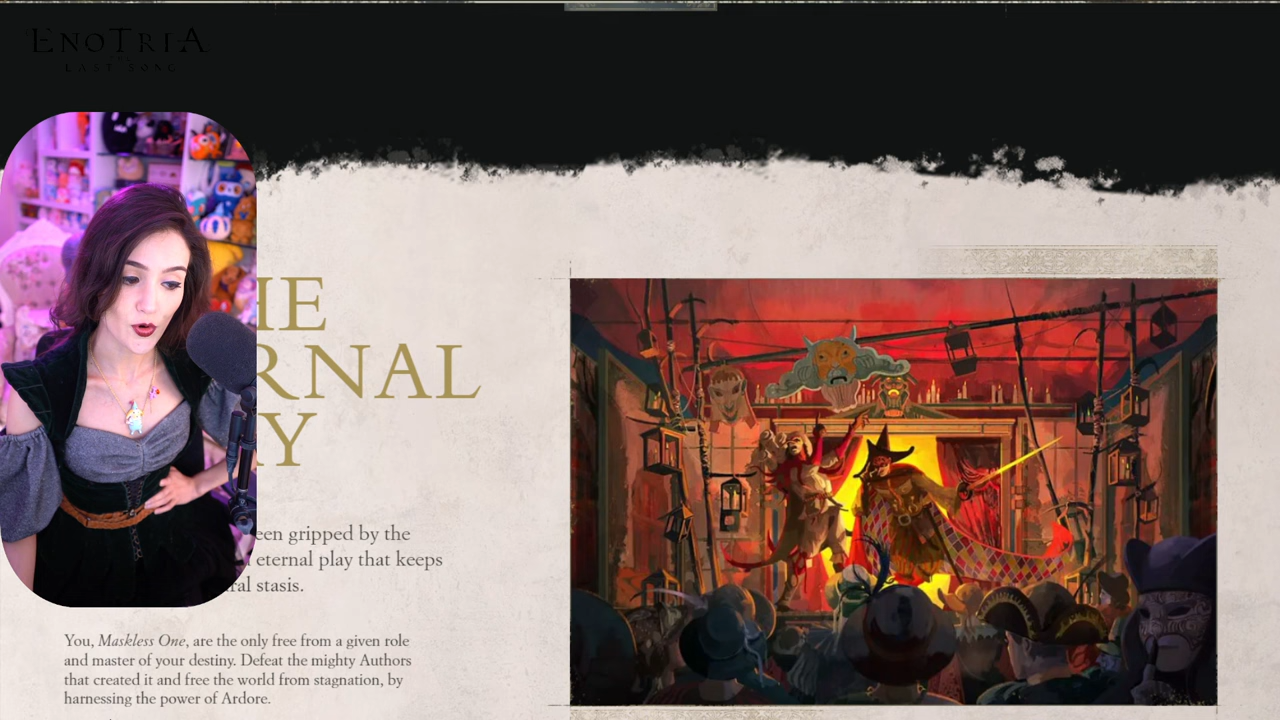 ENOTRIA
LAST SONG
HE
RNAL
Y
een gripped by the
eternal play that keeps
ral stasis.
You, Maskless One, are the only free from a given role
and master of your destiny. Defeat the mighty Authors
that created it and free the world from stagnation, by
harnessing the power of Ardore.